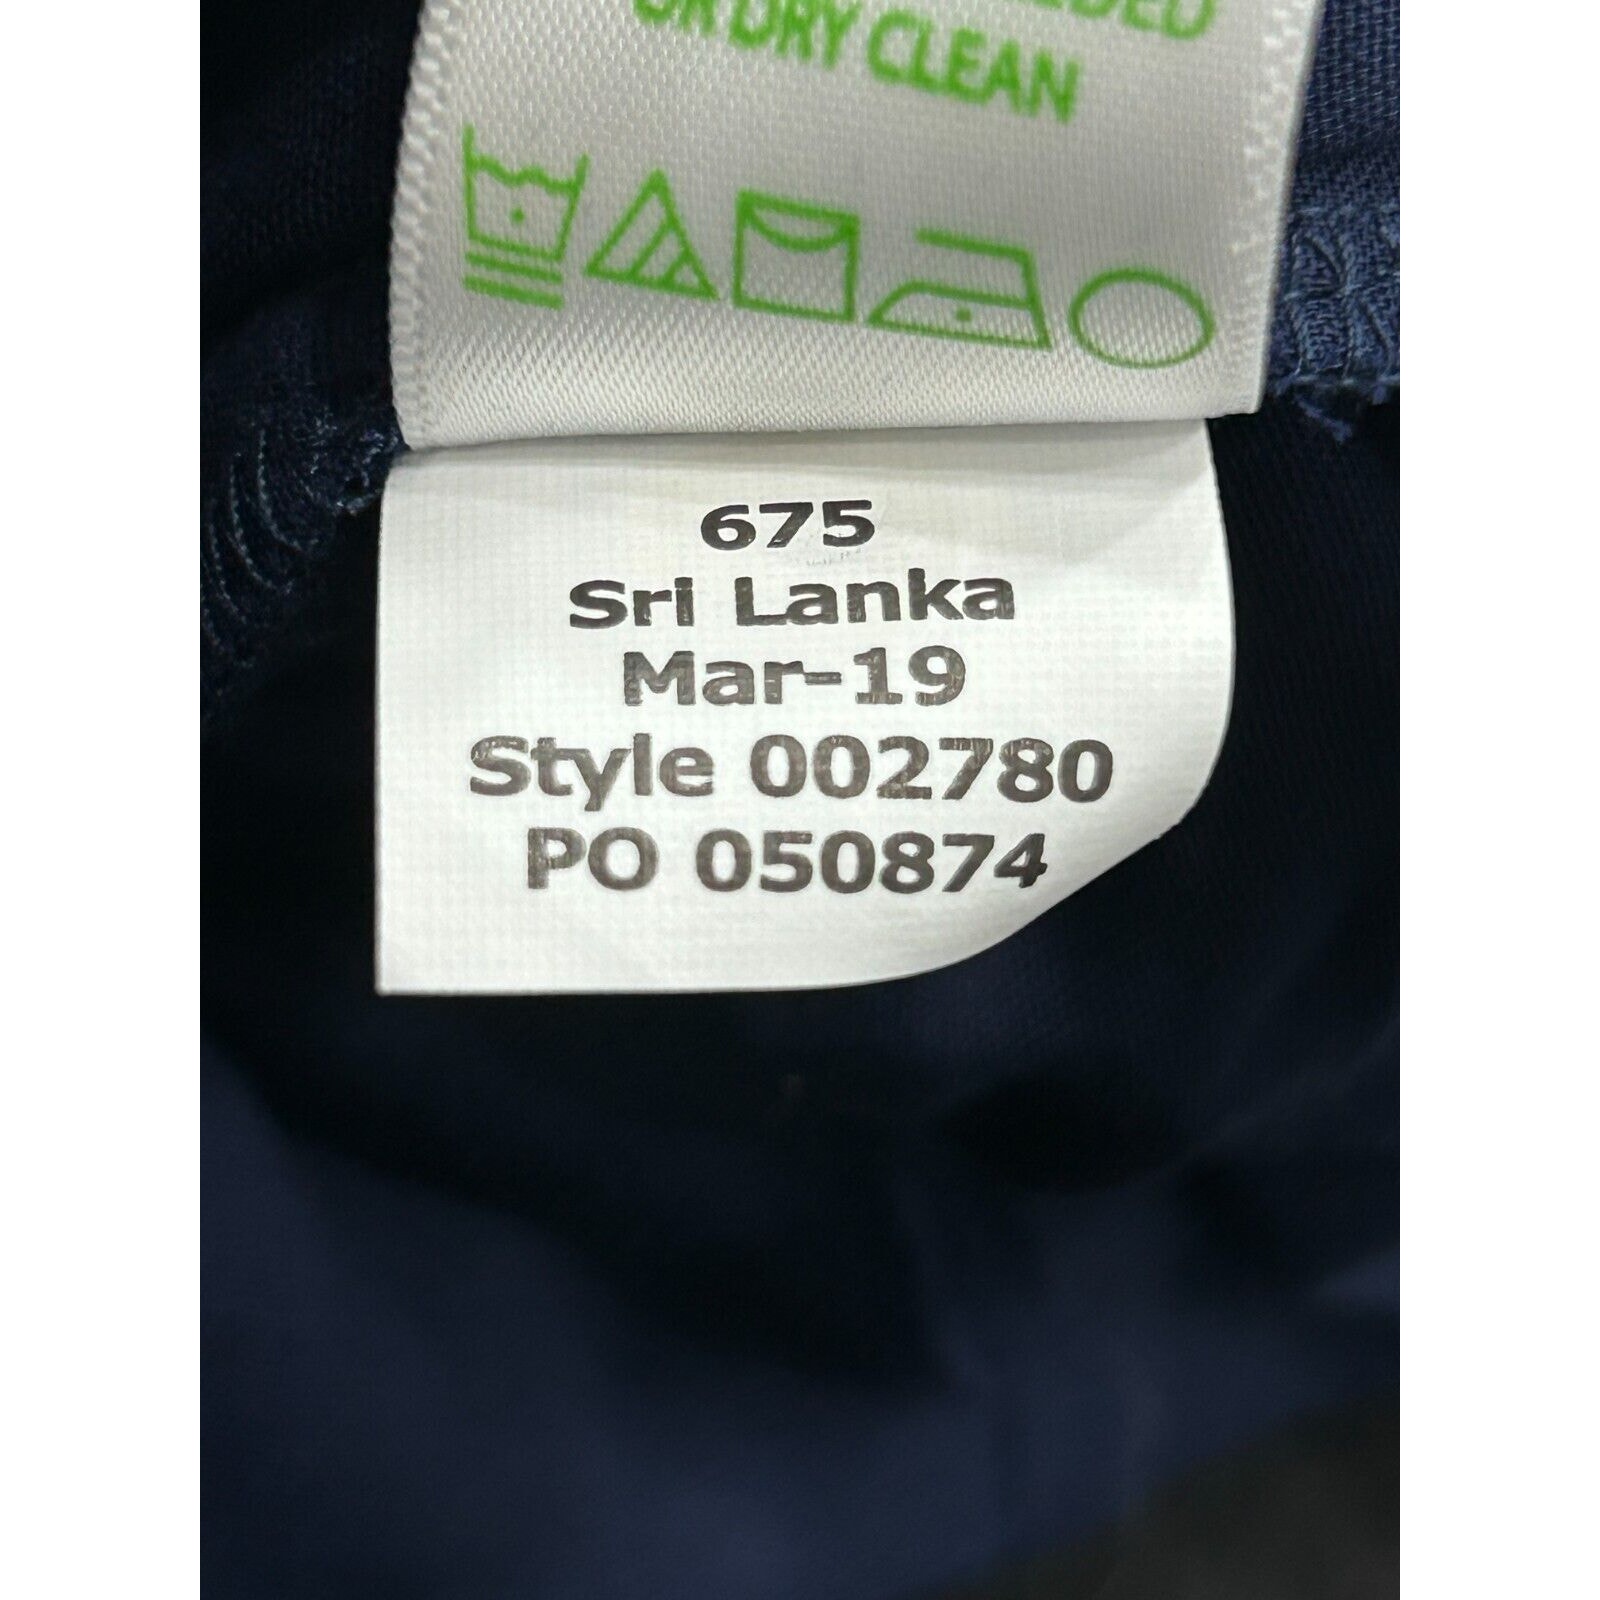 OR DRY CLEAN
675
Sri Lanka
Mar-19
Style 002780
PO 050874